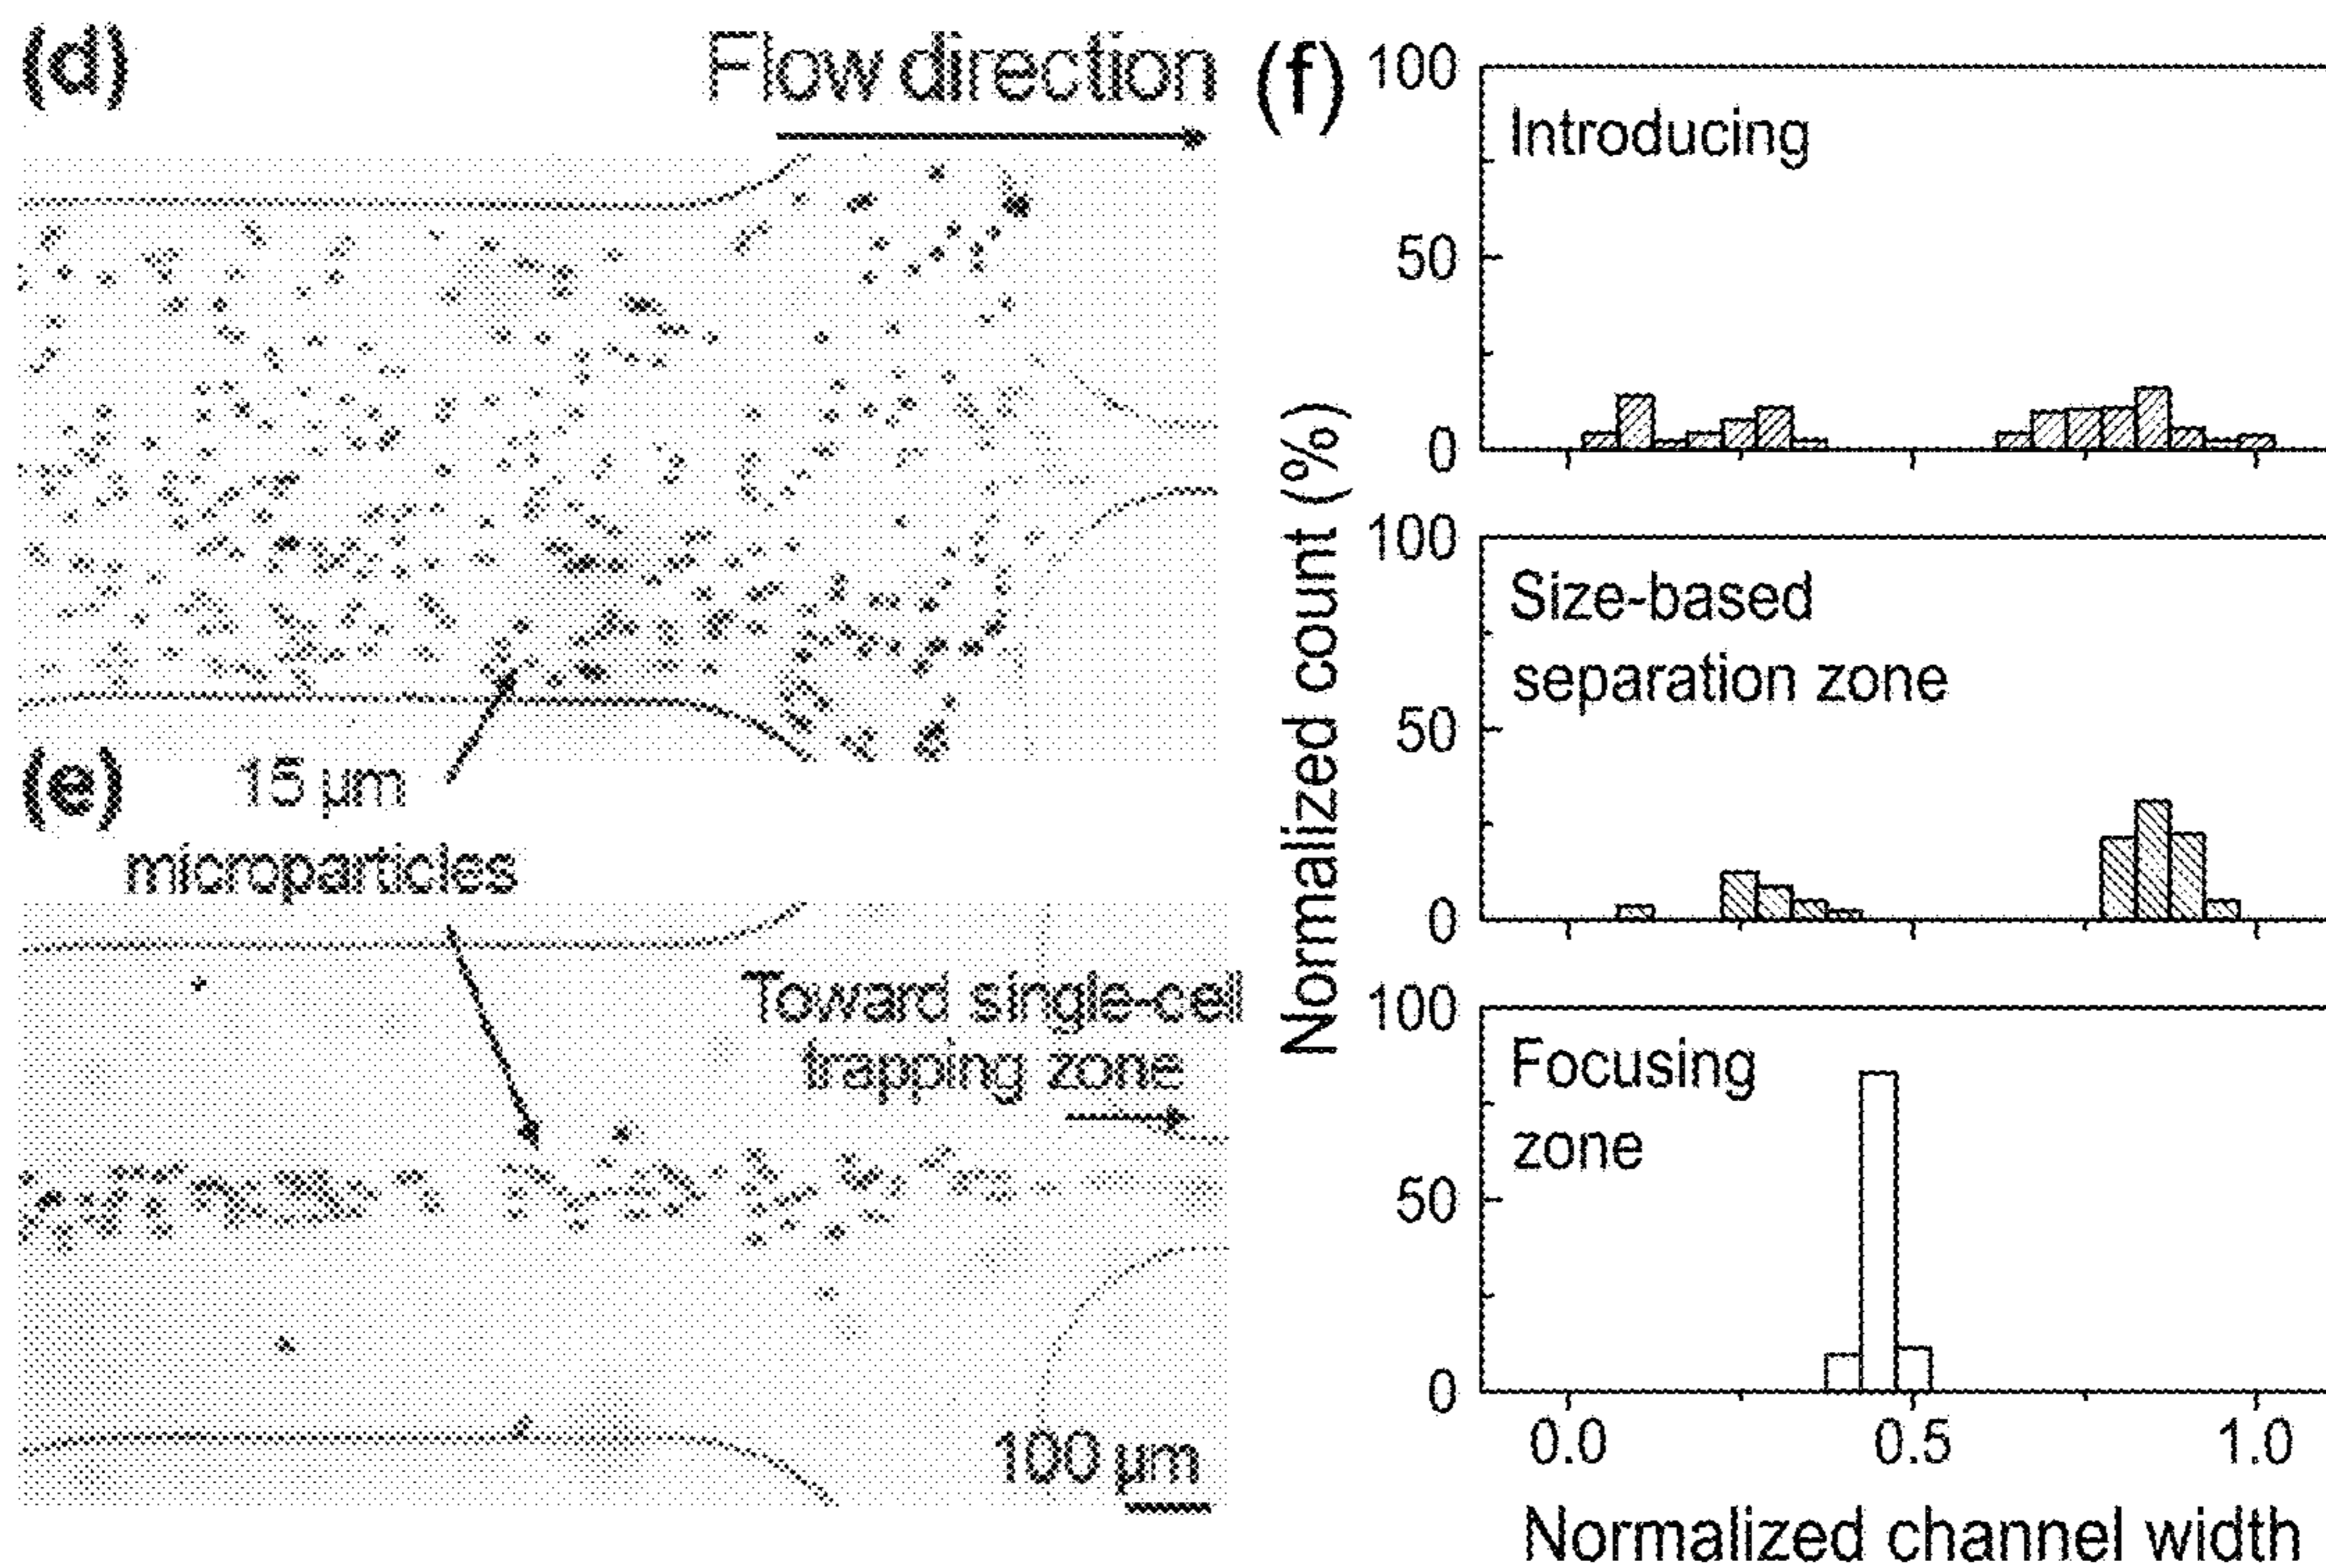 (d)
Flow direction
15 µm
microparticles
(e)
Toward single-cell
trapping zone
100 µm
(f)
Normalized count (%)
100
Introducing
50
0
100
Size-based
separation zone
50
0
100
Focusing
zone
50
0
0.0 0.5 1.0
Normalized channel width